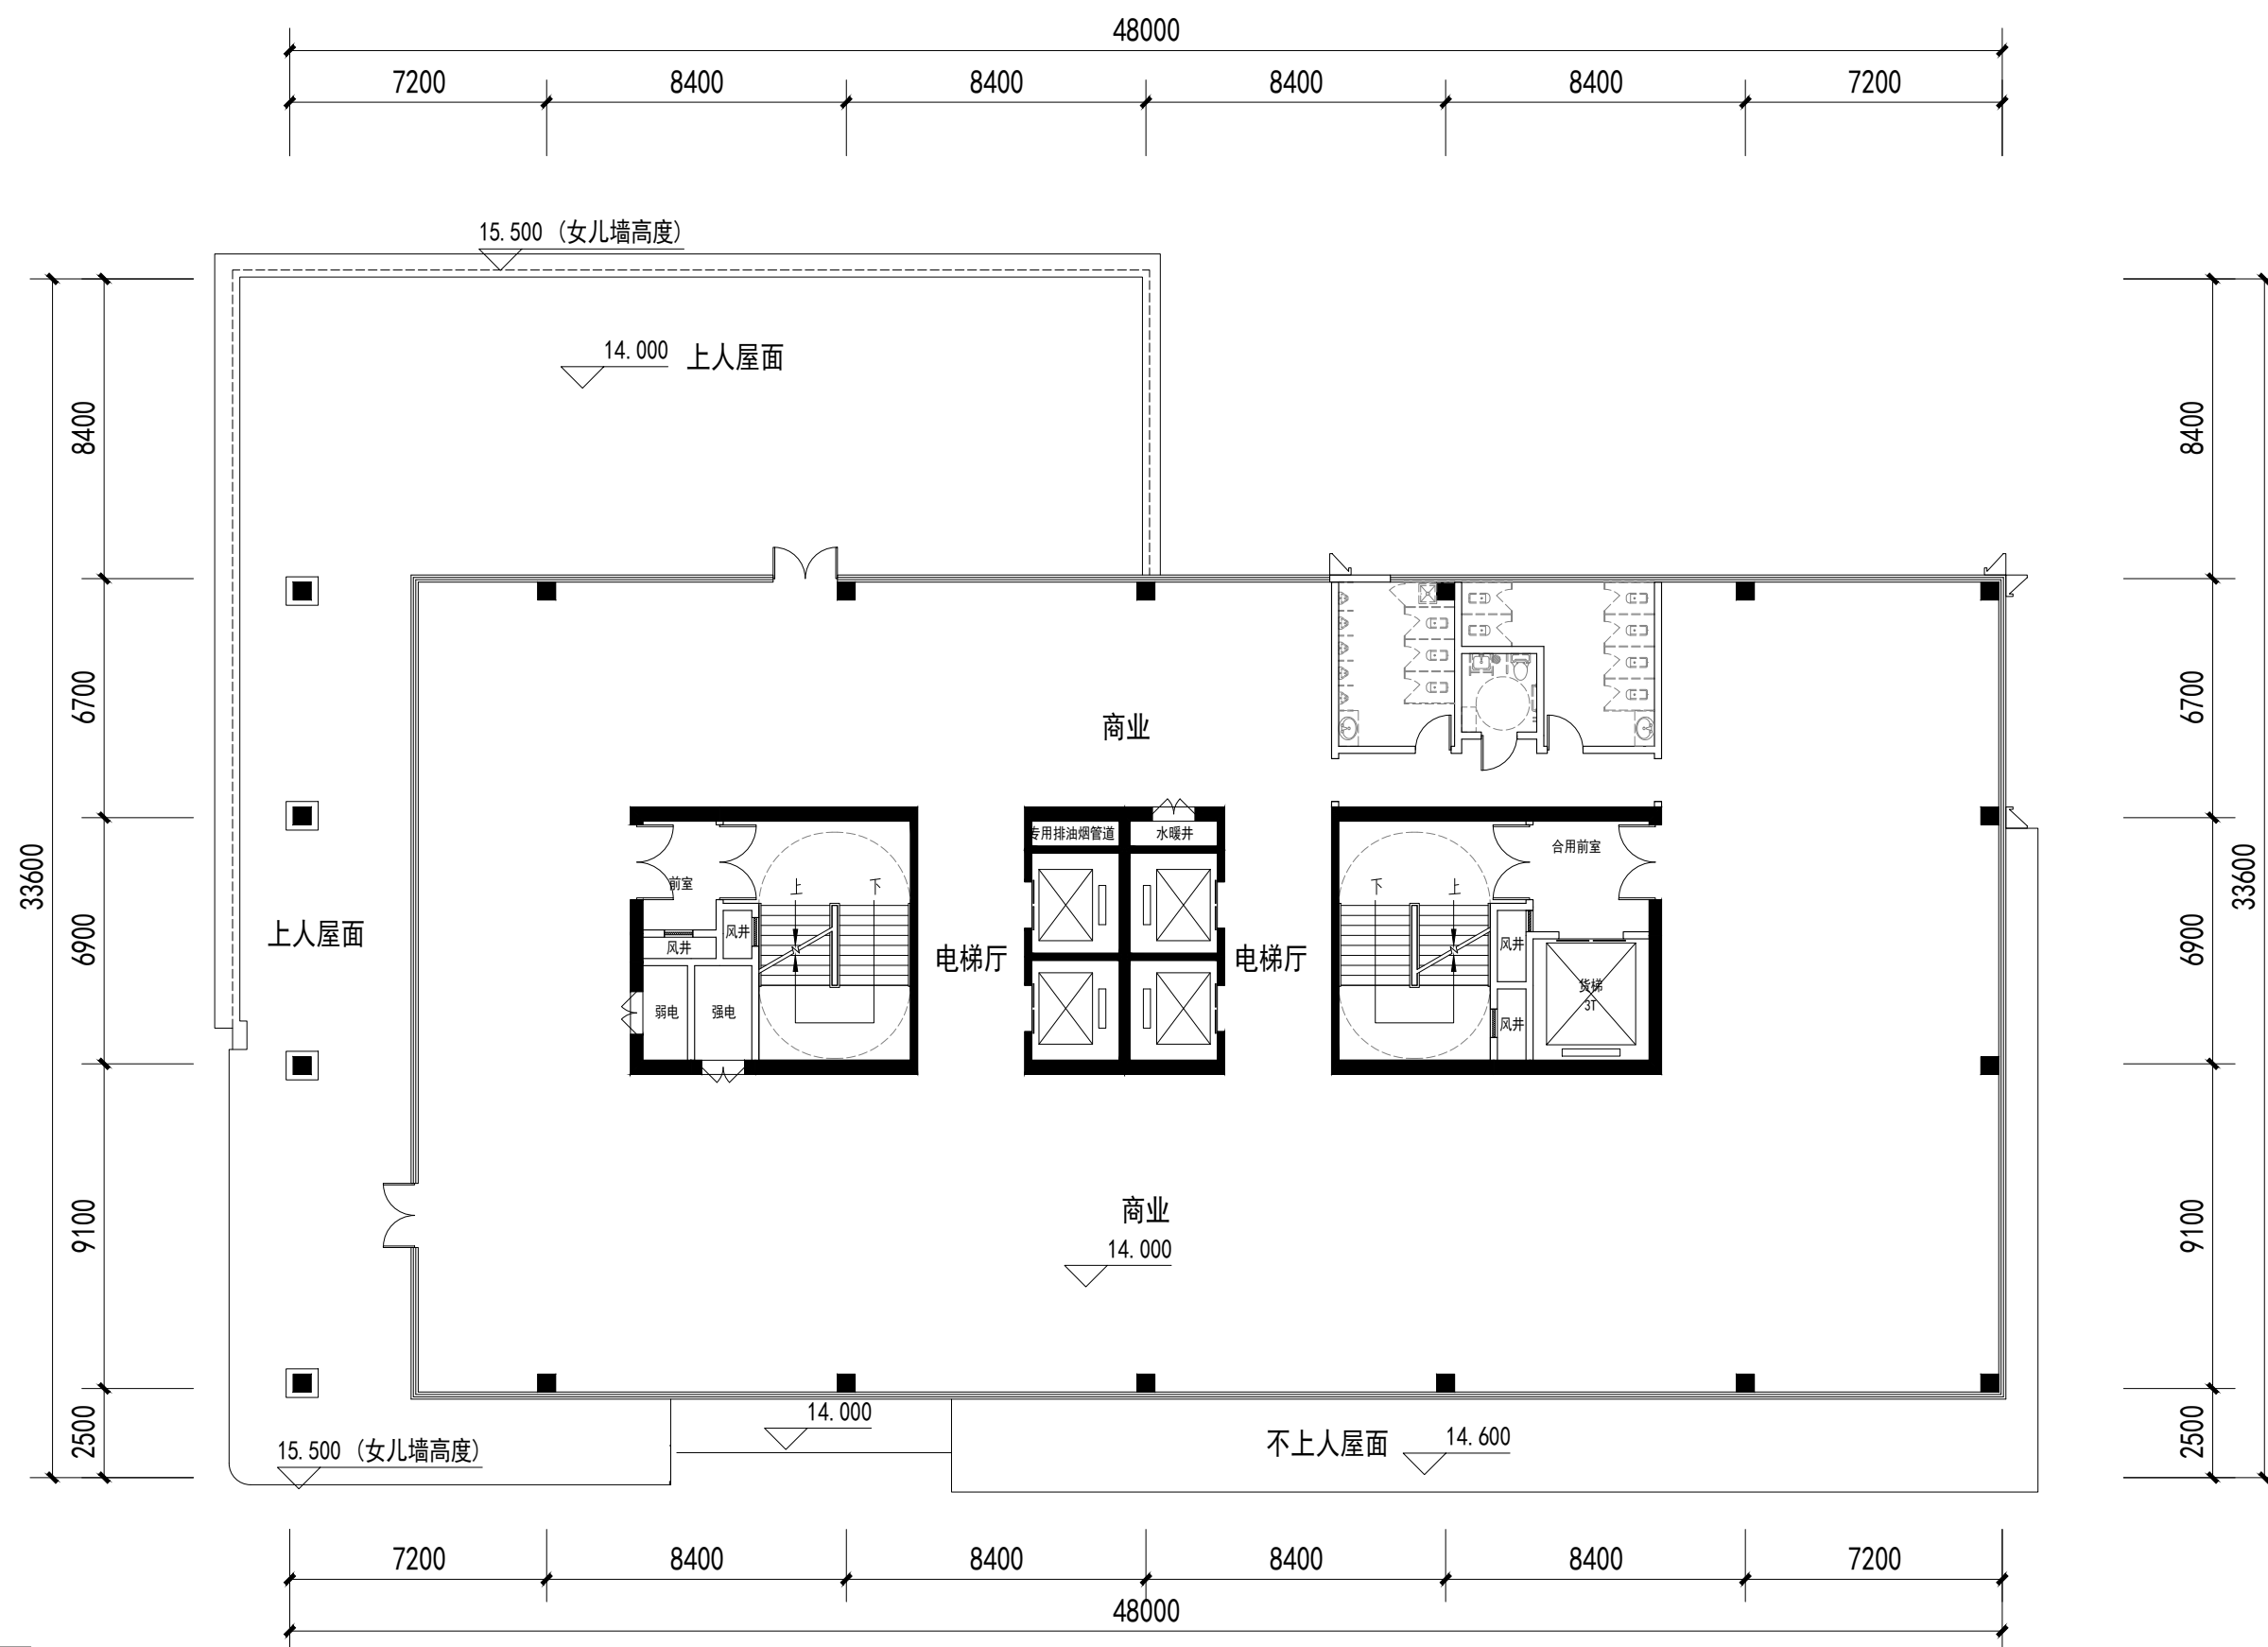 48000
7200 8400 8400 8400 8400 7200
15.500 (女儿墙高度)
14.000 上人屋面
8400
8400
6700
6700
商业
专用排油烟管道
水暖井
合用前室
前室
上
下
下
上
33600
33600
6900
6900
上人屋面
风井
风井
电梯厅
电梯厅
风井
货梯
3T
弱电
强电
风井
商业
14.000
9100
9100
14.000
不上人屋面 14.600
15.500 (女儿墙高度)
2500
2500
7200 8400 8400 8400 8400 7200
48000